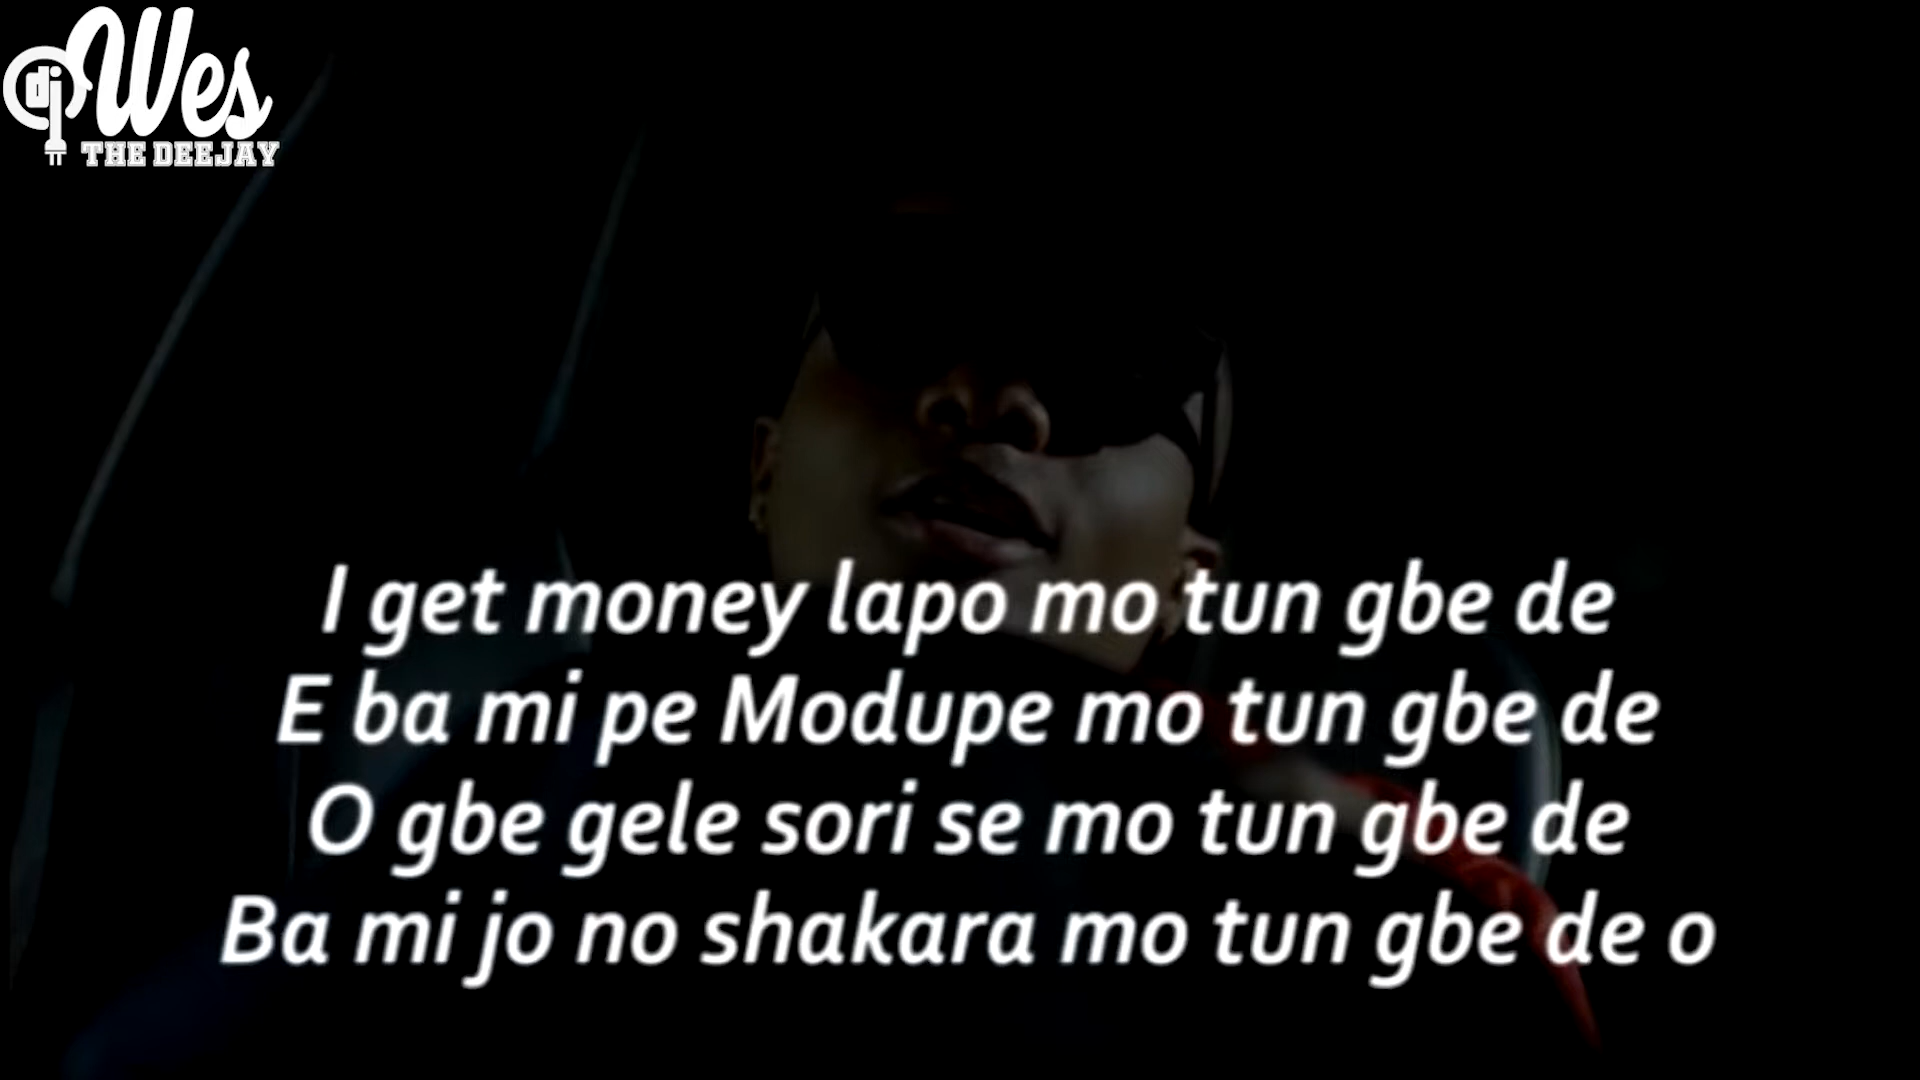 dj Wes
THE DEEJAY
I get money lapo mo tun gbe de
E ba mi pe Modupe mo tun gbe de
O gbe gele sori se mo tun gbe de
Ba mi jo no shakara mo tun gbe de o